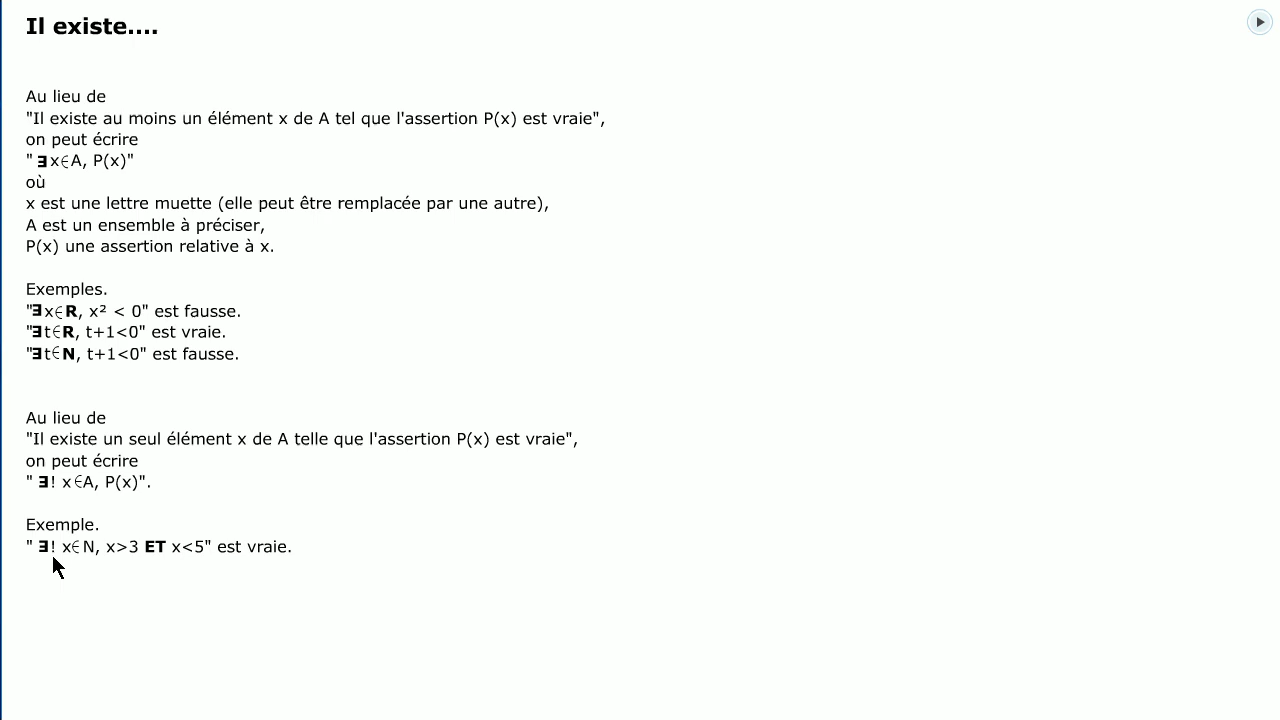 Il existe....
Au lieu de
"Il existe au moins un élément x de A tel que l'assertion P(x) est vraie",
on peut écrire
" ∃x∈A, P(x)"
où
x est une lettre muette (elle peut être remplacée par une autre),
A est un ensemble à préciser,
P(x) une assertion relative à x.
Exemples.
"∃x∈R, x² < 0" est fausse.
"∃t∈R, t+1<0" est vraie.
"∃t∈N, t+1<0" est fausse.
Au lieu de
"Il existe un seul élément x de A telle que l'assertion P(x) est vraie",
on peut écrire
" ∃! x∈A, P(x)".
Exemple.
" ∃! x∈N, x>3 ET x<5" est vraie.